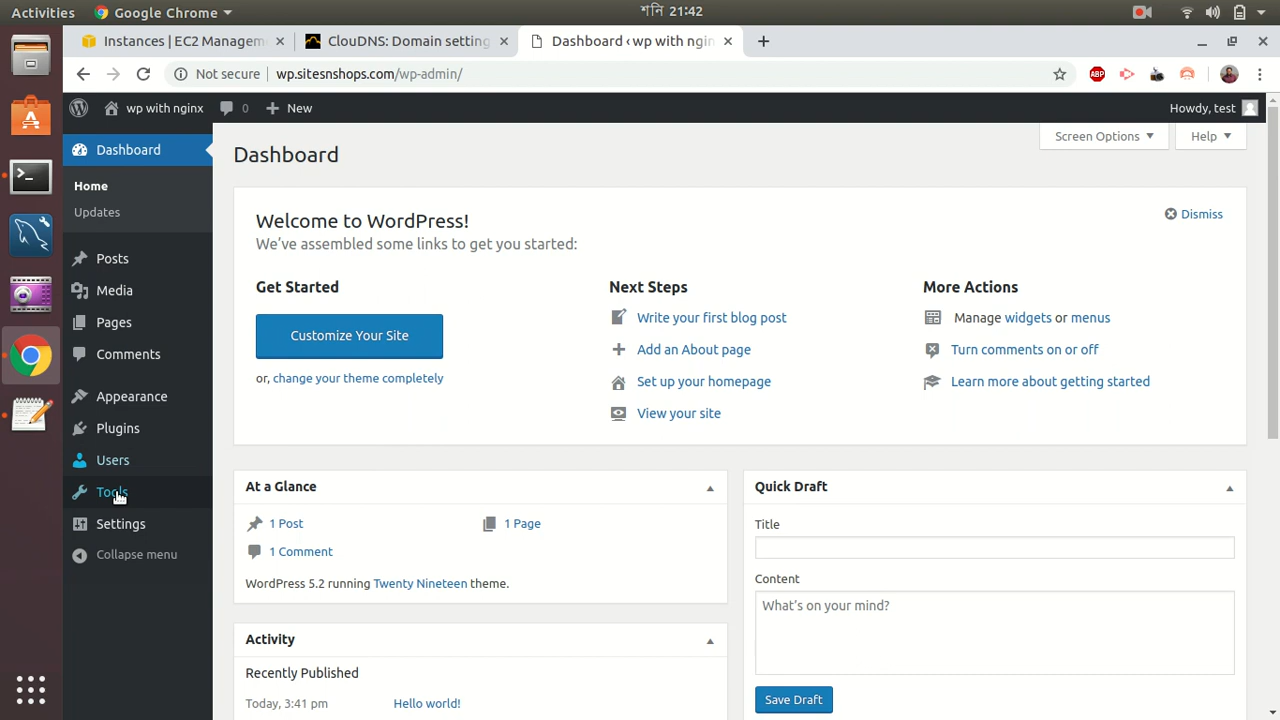 Activities Google Chrome শনি 21:42
Instances | EC2 Managem ClouDNS: Domain setting Dashboard ‹ wp with ngin
Not secure wp.sitesnshops.com/wp-admin/ ABP
wp with nginx 0 New Howdy, test
Dashboard
Home
Updates
Posts
Media
Pages
Comments
Appearance
Plugins
Users
Tools
Settings
Collapse menu
Screen Options Help
Dashboard
Welcome to WordPress! Dismiss
We've assembled some links to get you started:
Get Started
Customize Your Site
or, change your theme completely
Next Steps
Write your first blog post
Add an About page
Set up your homepage
View your site
More Actions
Manage widgets or menus
Turn comments on or off
Learn more about getting started
At a Glance
1 Post 1 Page
1 Comment
WordPress 5.2 running Twenty Nineteen theme.
Activity
Recently Published
Today, 3:41 pm Hello world!
Quick Draft
Title
Content
What's on your mind?
Save Draft